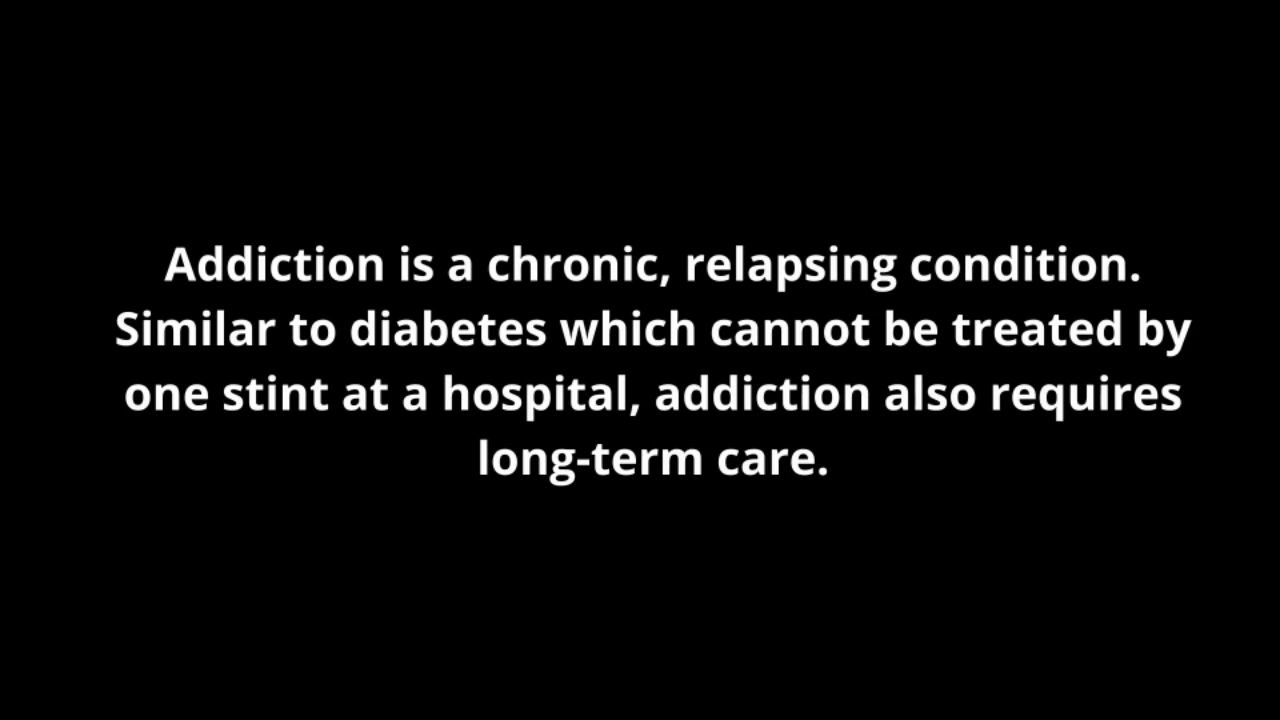 Addiction is a chronic, relapsing condition.
Similar to diabetes which cannot be treated by
one stint at a hospital, addiction also requires
long-term care.